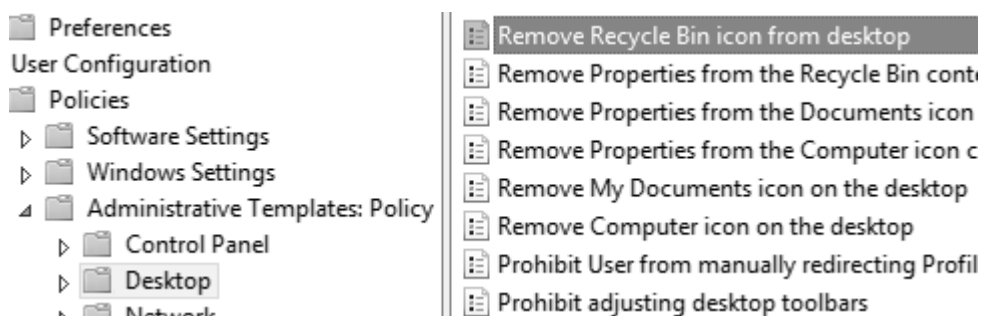 Preferences
User Configuration
Policies
Software Settings
Windows Settings
Administrative Templates: Policy
Control Panel
Desktop
Network
Remove Recycle Bin icon from desktop
Remove Properties from the Recycle Bin conte
Remove Properties from the Documents icon
Remove Properties from the Computer icon c
Remove My Documents icon on the desktop
Remove Computer icon on the desktop
Prohibit User from manually redirecting Profil
Prohibit adjusting desktop toolbars